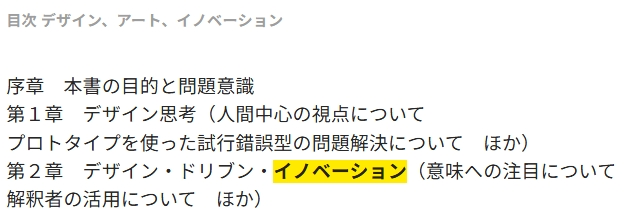 目次 デザイン、アート、イノベーション
序章　本書の目的と問題意識
第１章　デザイン思考（人間中心の視点について
プロトタイプを使った試行錯誤型の問題解決について　ほか）
第２章　デザイン・ドリブン・イノベーション（意味への注目について
解釈者の活用について　ほか）